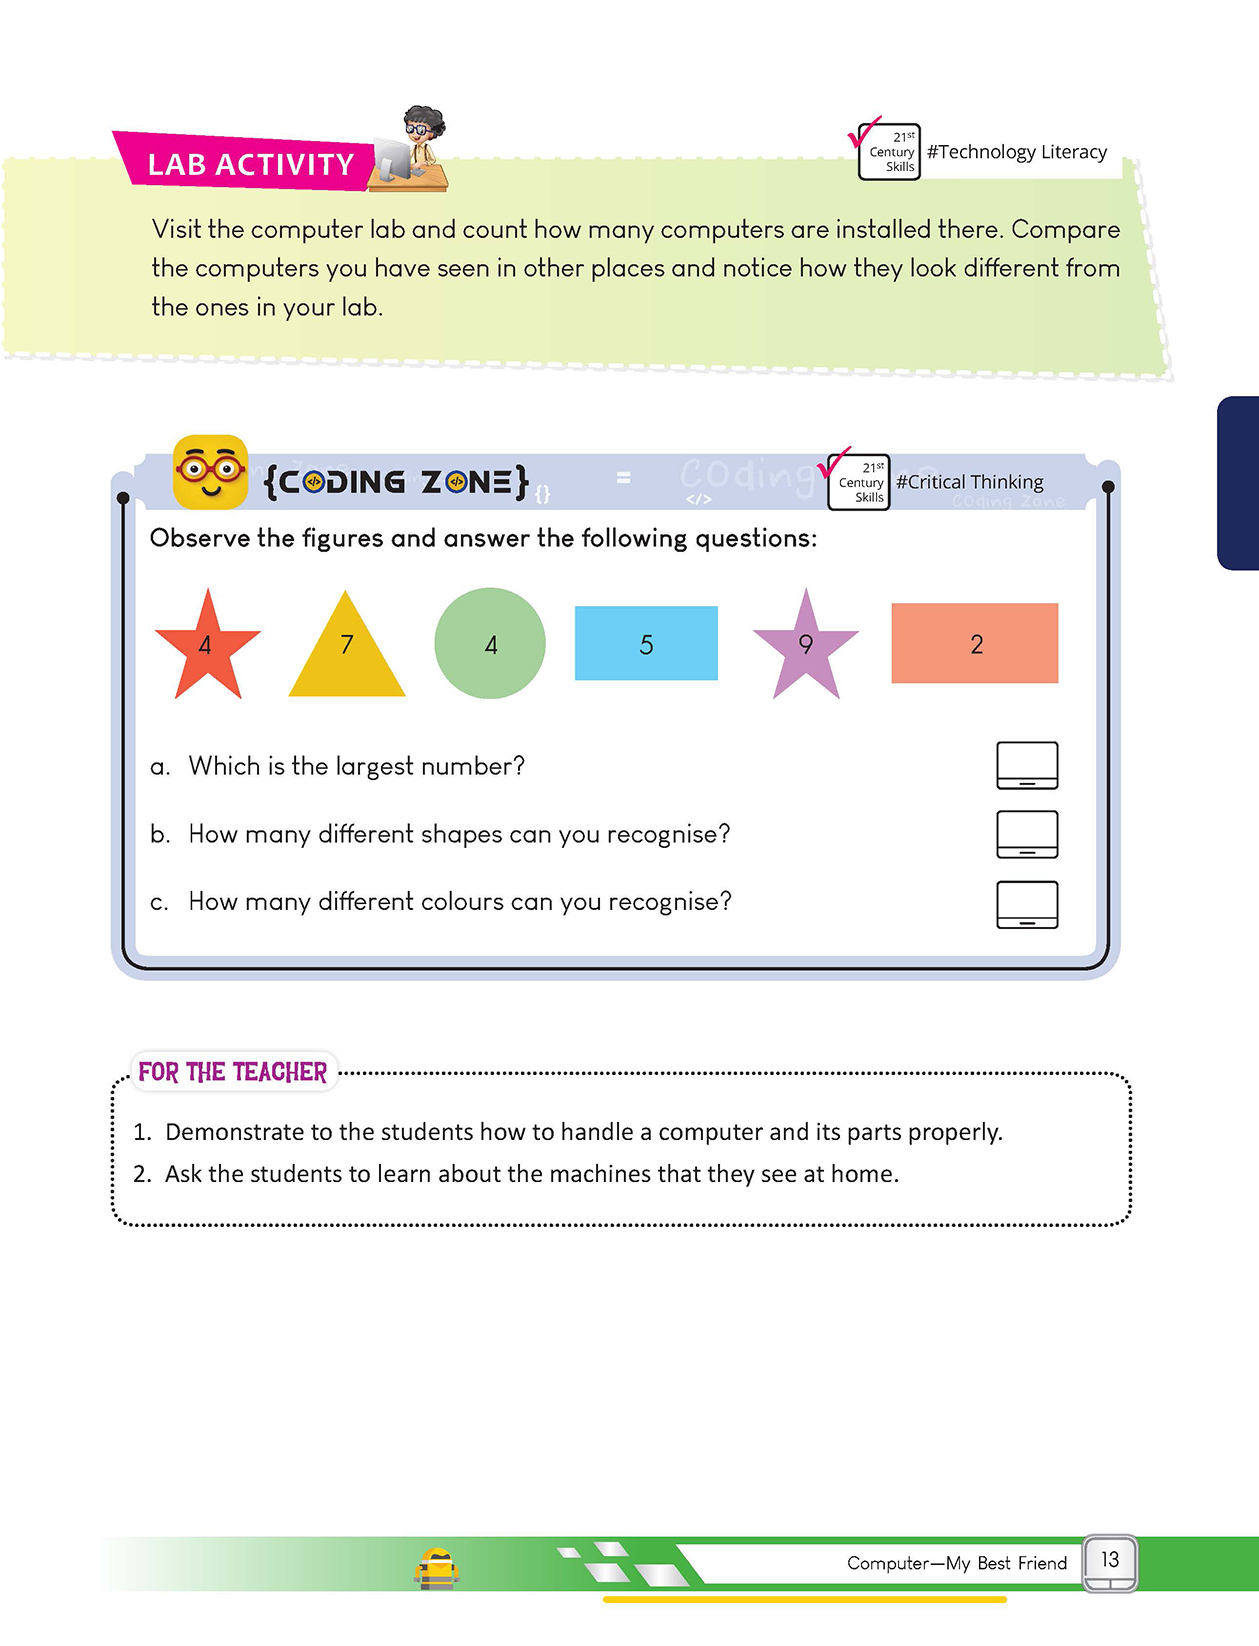 LAB ACTIVITY
21st
Century
Skills
#Technology Literacy
Visit the computer lab and count how many computers are installed there. Compare
the computers you have seen in other places and notice how they look different from
the ones in your lab.
{CODING ZONE}
{}
=
</>
Coding Zone
21st
Century
Skills
#Critical Thinking
Coding Zone
Observe the figures and answer the following questions:
4 7 4 5 9 2
a. Which is the largest number?
b. How many different shapes can you recognise?
c. How many different colours can you recognise?
FOR THE TEACHER
1. Demonstrate to the students how to handle a computer and its parts properly.
2. Ask the students to learn about the machines that they see at home.
Computer—My Best Friend
13